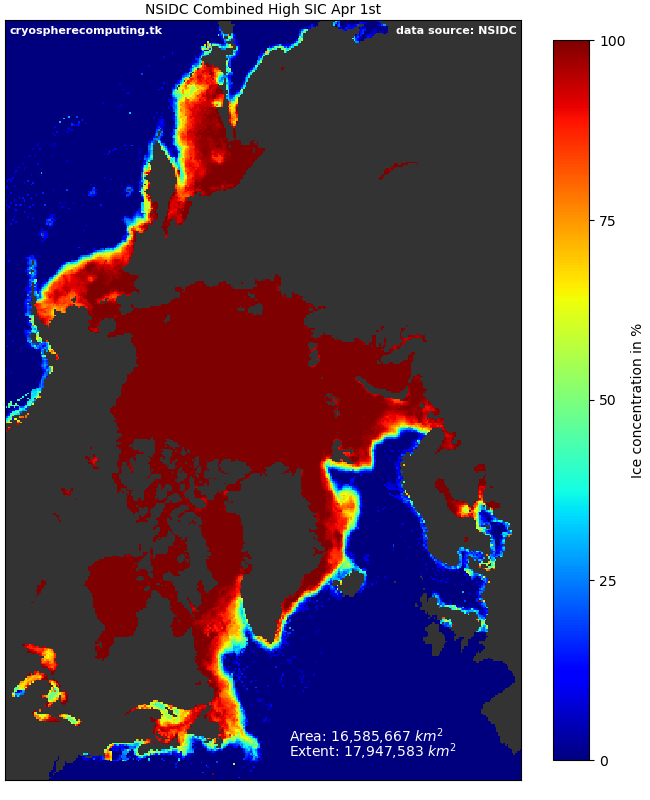 NSIDC Combined High SIC Apr 1st
cryospherecomputing.tk
data source: NSIDC
100
75
50
25
0
Ice concentration in %
Area: 16,585,667 km²
Extent: 17,947,583 km²